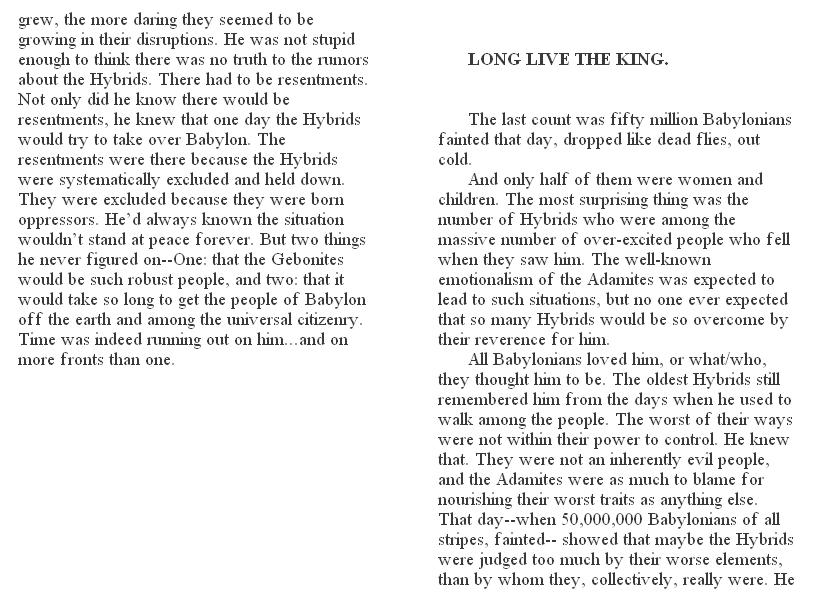 grew, the more daring they seemed to be
growing in their disruptions. He was not stupid
enough to think there was no truth to the rumors
about the Hybrids. There had to be resentments.
Not only did he know there would be
resentments, he knew that one day the Hybrids
would try to take over Babylon. The
resentments were there because the Hybrids
were systematically excluded and held down.
They were excluded because they were born
oppressors. He'd always known the situation
wouldn't stand at peace forever. But two things
he never figured on--One: that the Gebonites
would be such robust people, and two: that it
would take so long to get the people of Babylon
off the earth and among the universal citizenry.
Time was indeed running out on him...and on
more fronts than one.
LONG LIVE THE KING.
The last count was fifty million Babylonians
fainted that day, dropped like dead flies, out
cold.
And only half of them were women and
children. The most surprising thing was the
number of Hybrids who were among the
massive number of over-excited people who fell
when they saw him. The well-known
emotionalism of the Adamites was expected to
lead to such situations, but no one ever expected
that so many Hybrids would be so overcome by
their reverence for him.
All Babylonians loved him, or what/who,
they thought him to be. The oldest Hybrids still
remembered him from the days when he used to
walk among the people. The worst of their ways
were not within their power to control. He knew
that. They were not an inherently evil people,
and the Adamites were as much to blame for
nourishing their worst traits as anything else.
That day--when 50,000,000 Babylonians of all
stripes, fainted-- showed that maybe the Hybrids
were judged too much by their worse elements,
than by whom they, collectively, really were. He